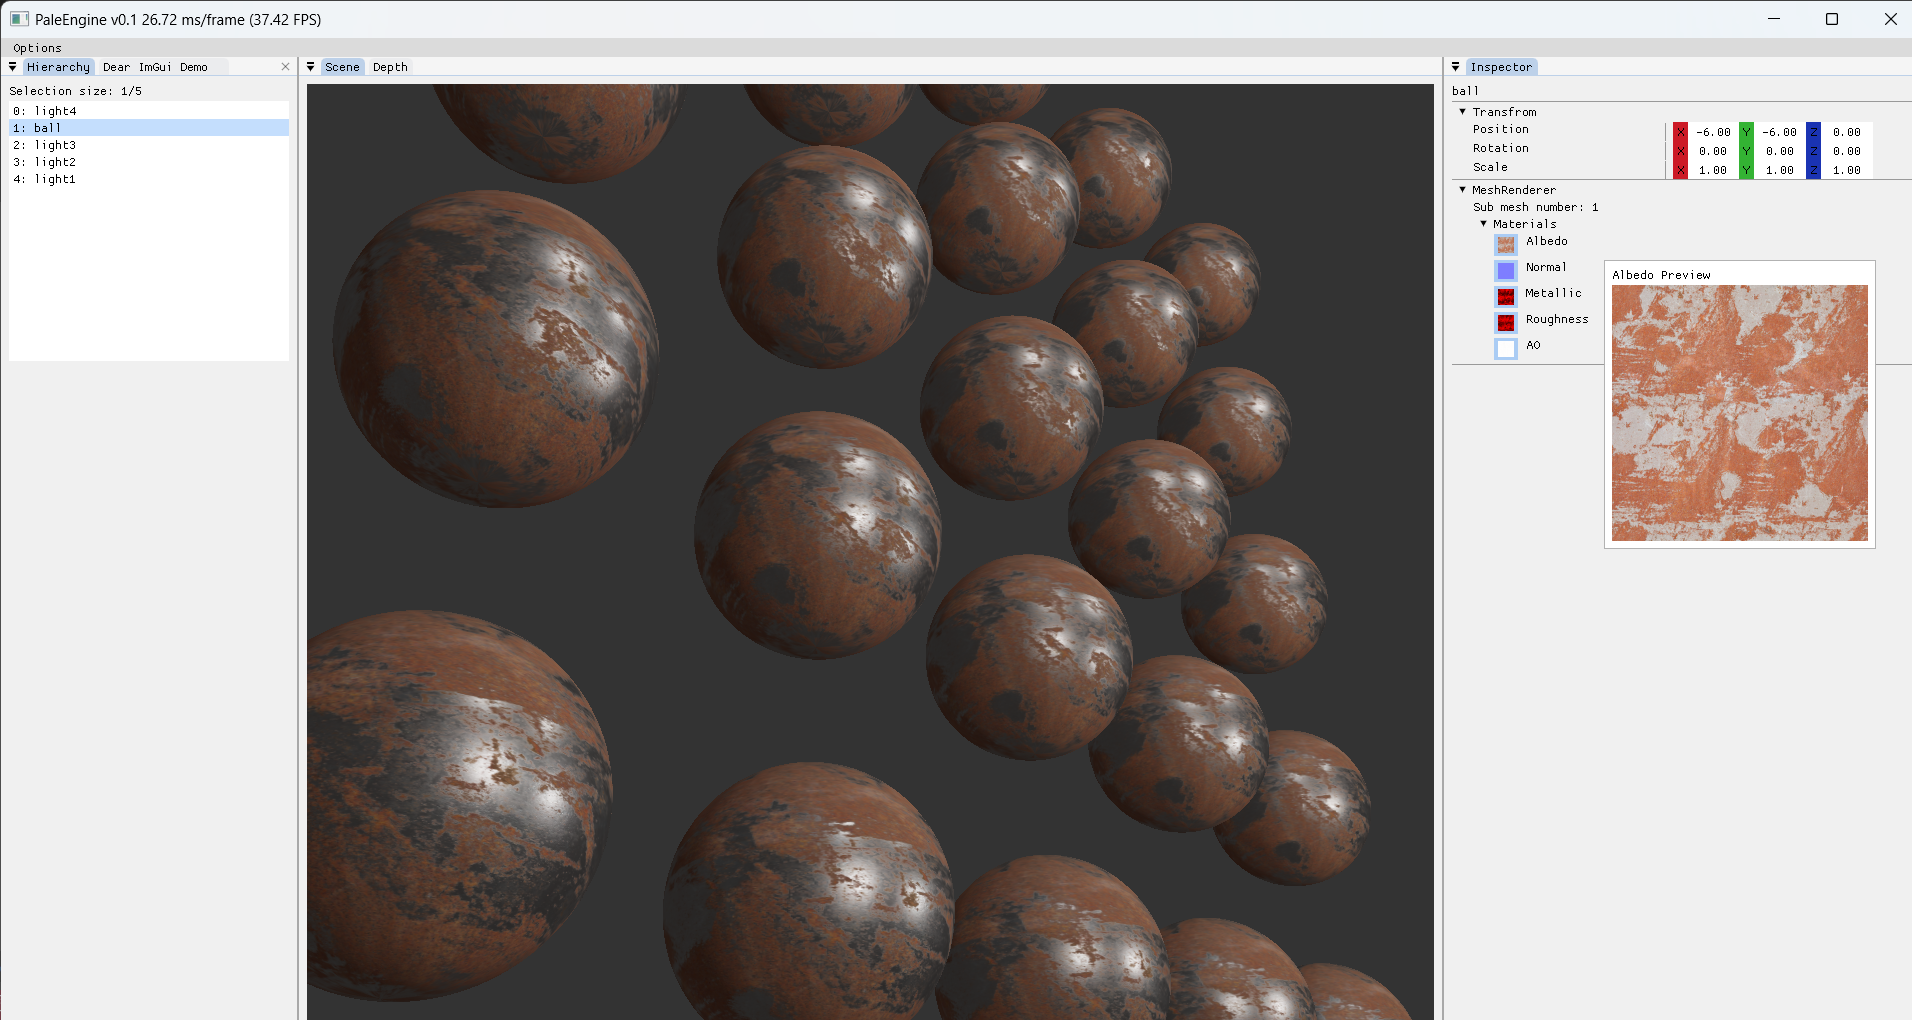 PaleEngine v0.1 26.72 ms/frame (37.42 FPS)
Options
Hierarchy Dear ImGui Demo
Selection size: 1/5
0: light4
1: ball
2: light3
3: light2
4: light1
Scene Depth
Inspector
ball
Transfrom
Position X -6.00 Y -6.00 Z 0.00
Rotation X 0.00 Y 0.00 Z 0.00
Scale X 1.00 Y 1.00 Z 1.00
MeshRenderer
Sub mesh number: 1
Materials
Albedo
Normal
Metallic
Roughness
AO
Albedo Preview